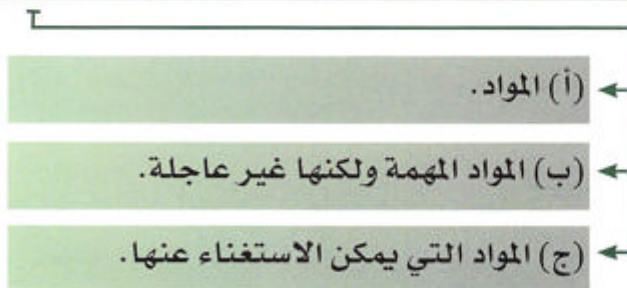 (أ) المواد.
(ب) المواد المهمة ولكنها غير عاجلة.
(ج) المواد التي يمكن الاستغناء عنها.